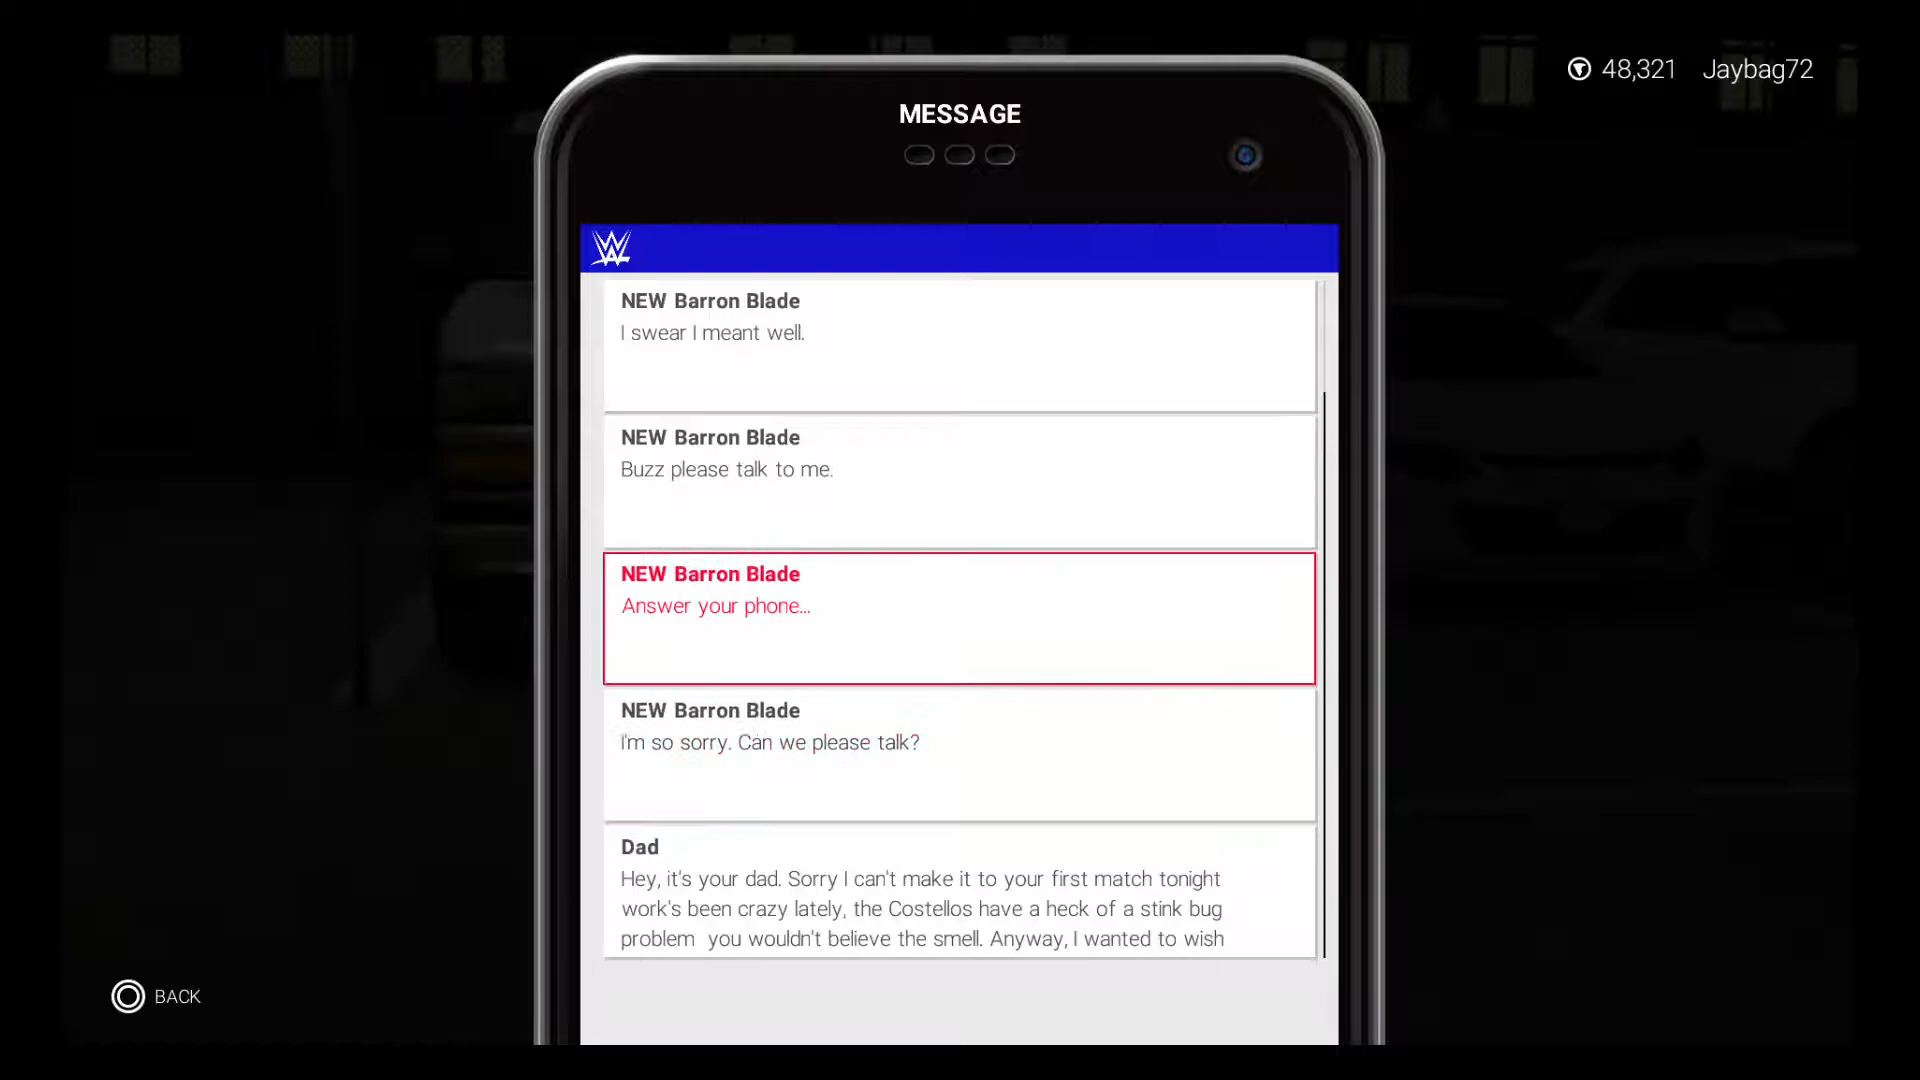 48,321 Jaybag72
MESSAGE
NEW Barron Blade
I swear I meant well.
NEW Barron Blade
Buzz please talk to me.
NEW Barron Blade
Answer your phone...
NEW Barron Blade
I'm so sorry. Can we please talk?
Dad
Hey, it's your dad. Sorry I can't make it to your first match tonight
work's been crazy lately, the Costellos have a heck of a stink bug
problem you wouldn't believe the smell. Anyway, I wanted to wish
BACK